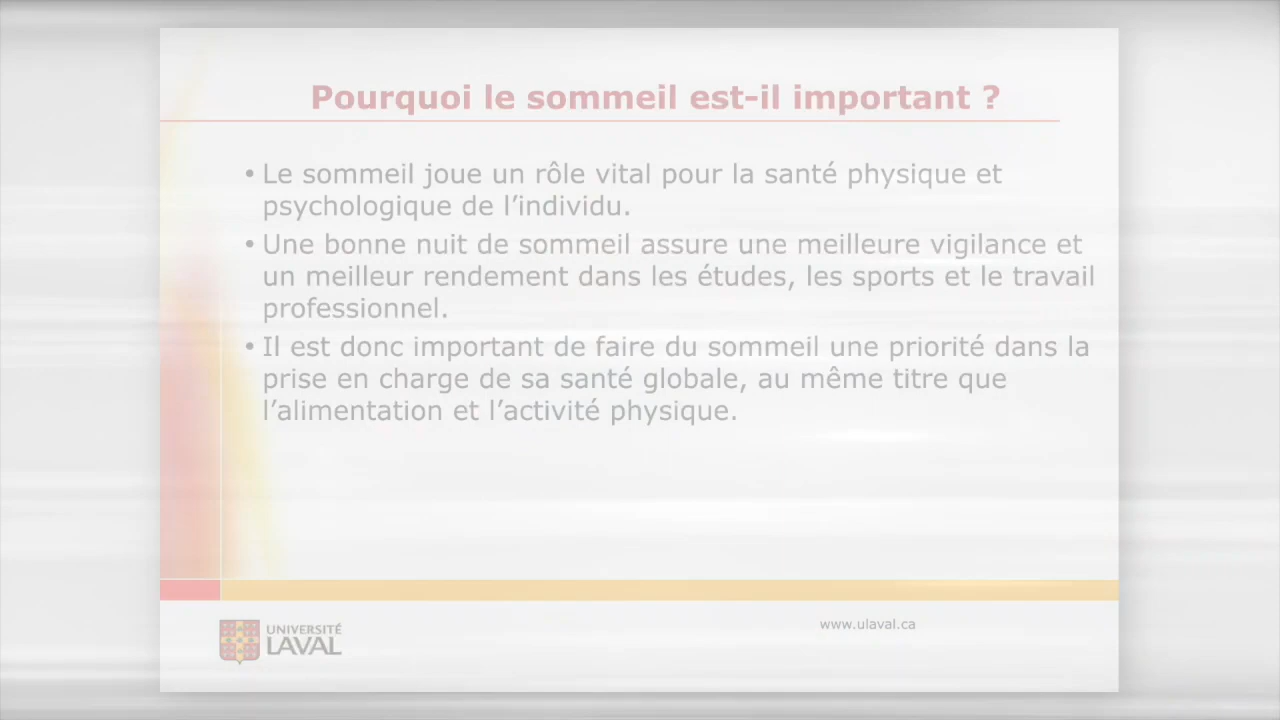 Pourquoi le sommeil est-il important ?
• Le sommeil joue un rôle vital pour la santé physique et
psychologique de l’individu.
• Une bonne nuit de sommeil assure une meilleure vigilance et
un meilleur rendement dans les études, les sports et le travail
professionnel.
• Il est donc important de faire du sommeil une priorité dans la
prise en charge de sa santé globale, au même titre que
l’alimentation et l’activité physique.
www.ulaval.ca
UNIVERSITÉ
LAVAL